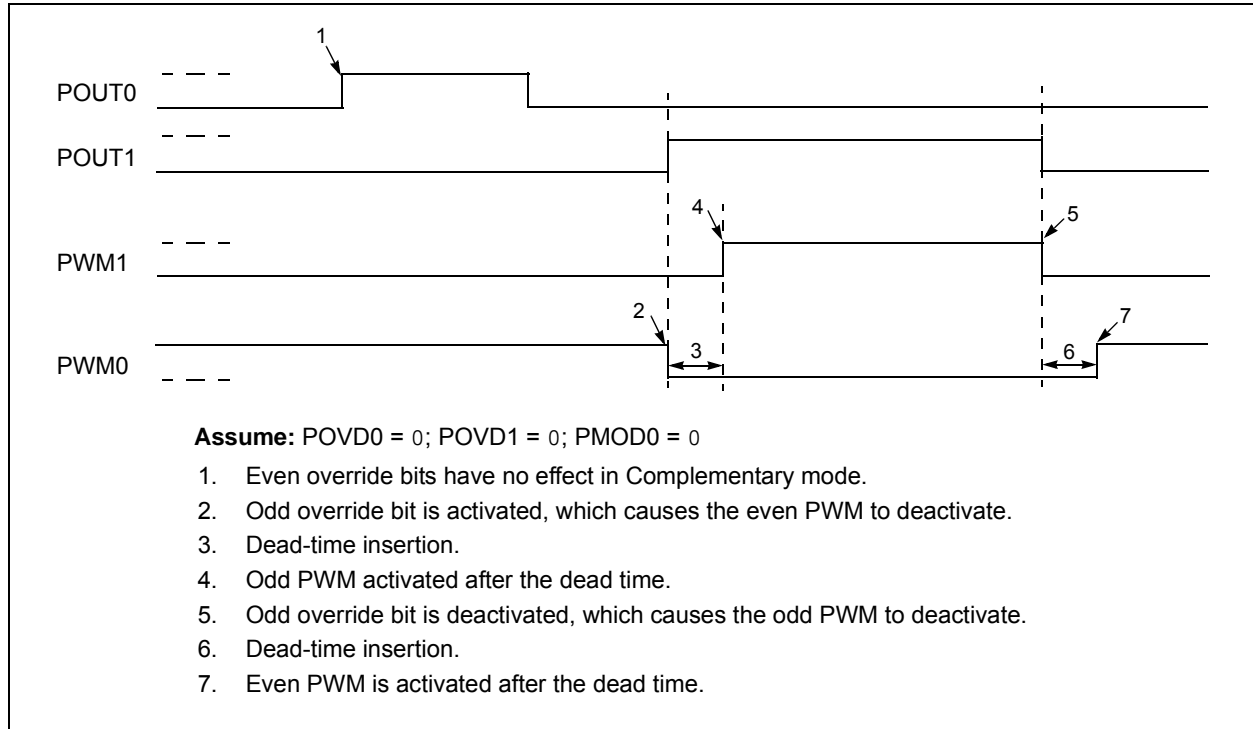 1
POUT0
POUT1
4
5
PWM1
2
7
3
6
PWM0
Assume: POVD0 = 0; POVD1 = 0; PMOD0 = 0
1. Even override bits have no effect in Complementary mode.
2. Odd override bit is activated, which causes the even PWM to deactivate.
3. Dead-time insertion.
4. Odd PWM activated after the dead time.
5. Odd override bit is deactivated, which causes the odd PWM to deactivate.
6. Dead-time insertion.
7. Even PWM is activated after the dead time.